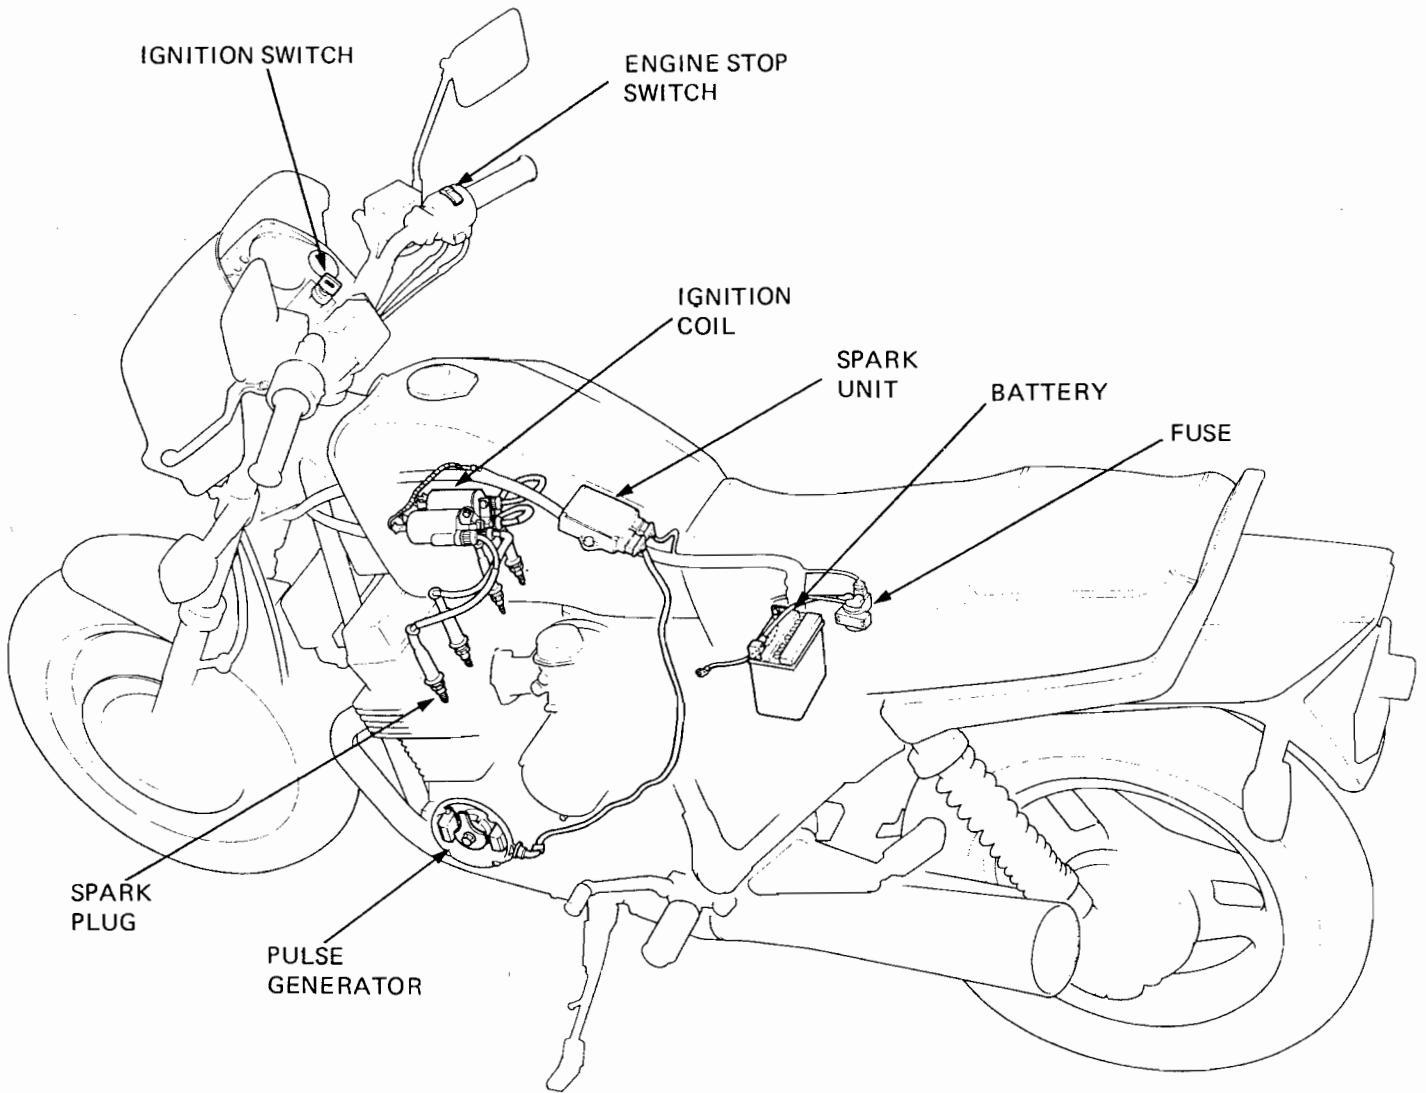 IGNITION SWITCH
ENGINE STOP
SWITCH
IGNITION
COIL
SPARK
UNIT
BATTERY
FUSE
SPARK
PLUG
PULSE
GENERATOR